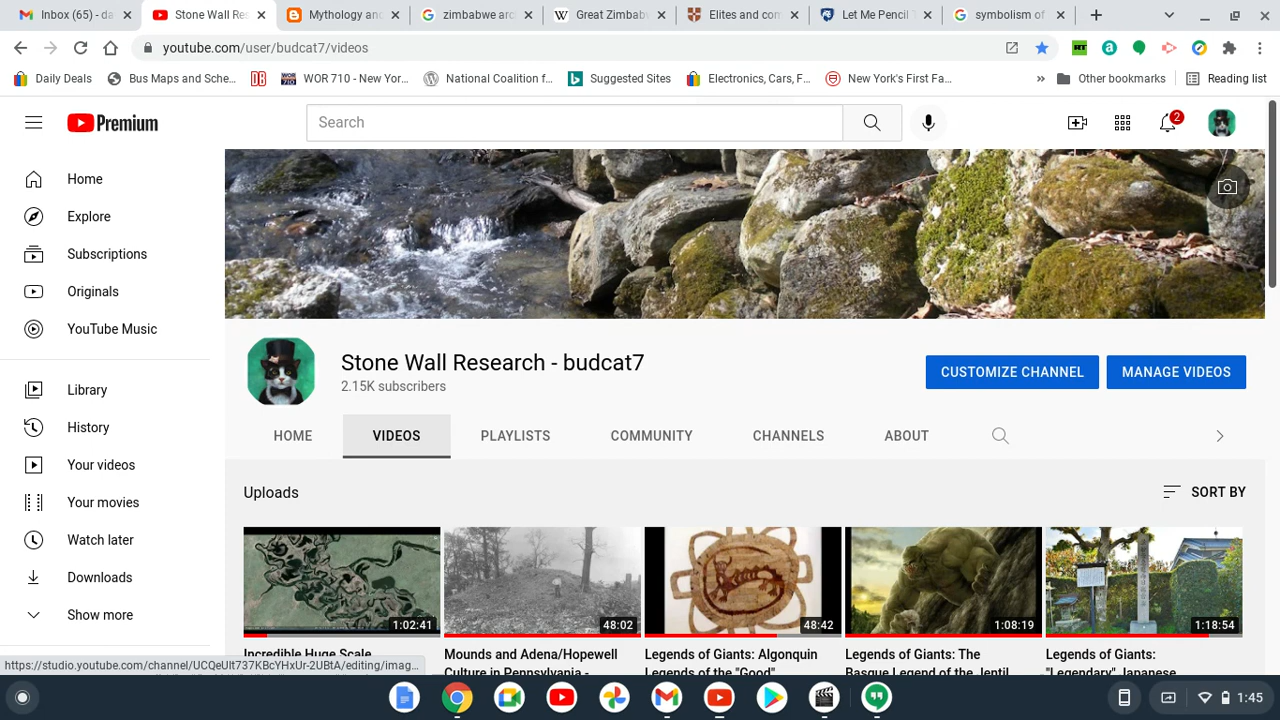 Inbox (65) - da
Stone Wall Res
Mythology and
zimbabwe arc
Great Zimbabw
Elites and com
Let Me Pencil
symbolism of
youtube.com/user/budcat7/videos
Daily Deals
Bus Maps and Sche...
WOR 710 - New Yor...
National Coalition f...
Suggested Sites
Electronics, Cars, F...
New York's First Fa...
»
Other bookmarks
Reading list
Premium
Search
2
Home
Explore
Subscriptions
Originals
YouTube Music
Library
History
Your videos
Your movies
Watch later
Downloads
Show more
Stone Wall Research - budcat7
2.15K subscribers
CUSTOMIZE CHANNEL
MANAGE VIDEOS
HOME VIDEOS PLAYLISTS COMMUNITY CHANNELS ABOUT
Uploads
SORT BY
1:02:41
48:02
48:42
1:08:19
1:18:54
Incredible Huge Scale
Mounds and Adena/Hopewell
Culture in Pennsylvania -
Legends of Giants: Algonquin
Legends of the "Good"
Legends of Giants: The
Basque Legend of the Jentil
Legends of Giants:
"Legendary" Japanese
https://studio.youtube.com/channel/UCQeUlt737KBcYHxUr-2UBtA/editing/imag...
1:45